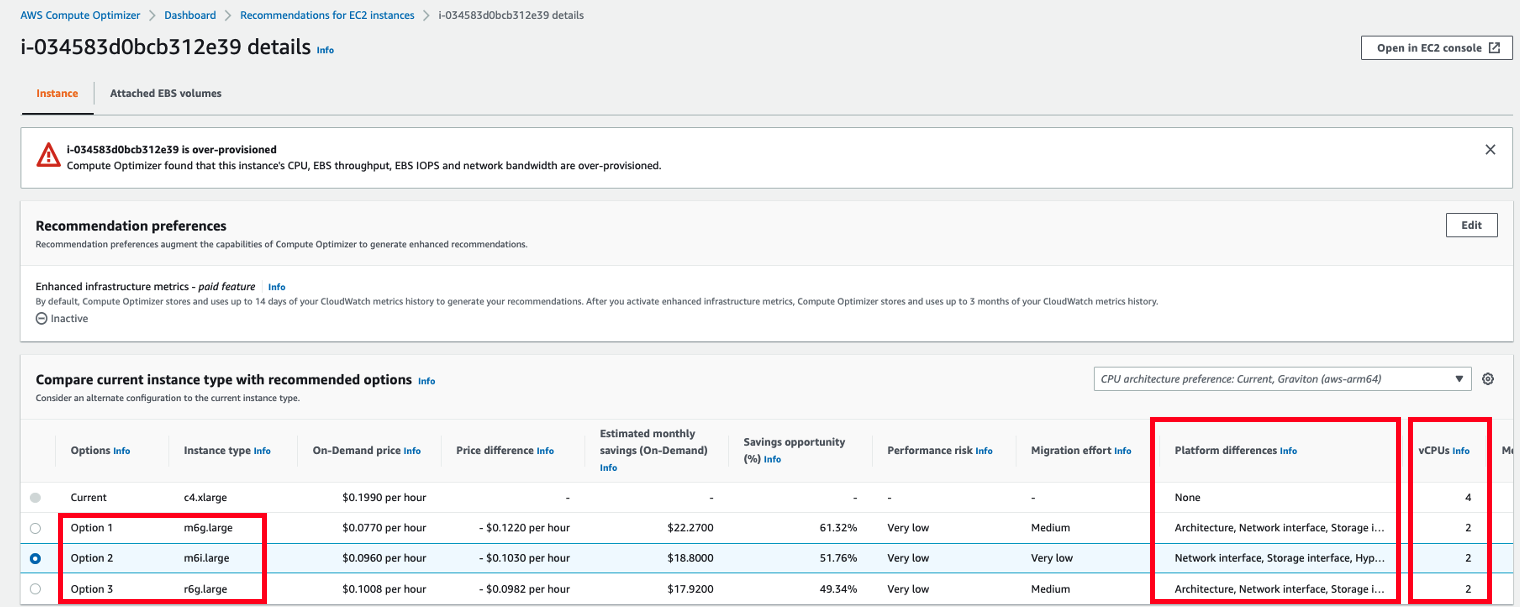 AWS Compute Optimizer > Dashboard > Recommendations for EC2 instances > i-034583d0bcb312e39 details
i-034583d0bcb312e39 details Info
Open in EC2 console
Instance Attached EBS volumes
i-034583d0bcb312e39 is over-provisioned
Compute Optimizer found that this instance's CPU, EBS throughput, EBS IOPS and network bandwidth are over-provisioned.
Recommendation preferences
Edit
Recommendation preferences augment the capabilities of Compute Optimizer to generate enhanced recommendations.
Enhanced infrastructure metrics - paid feature Info
By default, Compute Optimizer stores and uses up to 14 days of your CloudWatch metrics history to generate your recommendations. After you activate enhanced infrastructure metrics, Compute Optimizer stores and uses up to 3 months of your CloudWatch metrics history.
Inactive
Compare current instance type with recommended options Info
CPU architecture preference: Current, Graviton (aws-arm64)
Consider an alternate configuration to the current instance type.
Options Info Instance type Info On-Demand price Info Price difference Info Estimated monthly savings (On-Demand) Info Savings opportunity (%) Info Performance risk Info Migration effort Info Platform differences Info vCPUs Info Me
Current c4.xlarge $0.1990 per hour - - - - - None 4
Option 1 m6g.large $0.0770 per hour - $0.1220 per hour $22.2700 61.32% Very low Medium Architecture, Network interface, Storage i... 2
Option 2 m6i.large $0.0960 per hour - $0.1030 per hour $18.8000 51.76% Very low Very low Network interface, Storage interface, Hyp... 2
Option 3 r6g.large $0.1008 per hour - $0.0982 per hour $17.9200 49.34% Very low Medium Architecture, Network interface, Storage i... 2